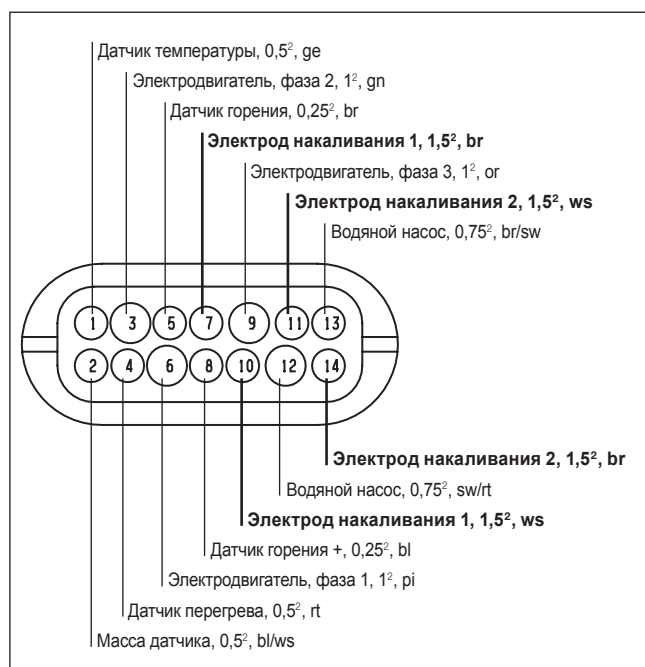 Датчик температуры, 0,5², ge
Электродвигатель, фаза 2, 1², gn
Датчик горения, 0,25², br
Электрод накаливания 1, 1,5², br
Электродвигатель, фаза 3, 1², or
Электрод накаливания 2, 1,5², ws
Водяной насос, 0,75², br/sw
1 3 5 7 9 11 13
2 4 6 8 10 12 14
Электрод накаливания 2, 1,5², br
Водяной насос, 0,75², sw/rt
Электрод накаливания 1, 1,5², ws
Датчик горения +, 0,25², bl
Электродвигатель, фаза 1, 1², pi
Датчик перегрева, 0,5², rt
Масса датчика, 0,5², bl/ws